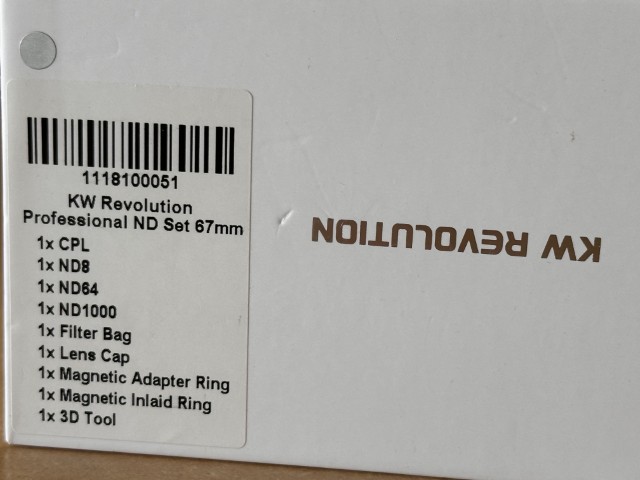 1118100051
KW Revolution
Professional ND Set 67mm
1x CPL
1x ND8
1x ND64
1x ND1000
1x Filter Bag
1x Lens Cap
1x Magnetic Adapter Ring
1x Magnetic Inlaid Ring
1x 3D Tool
KW REVOLUTION